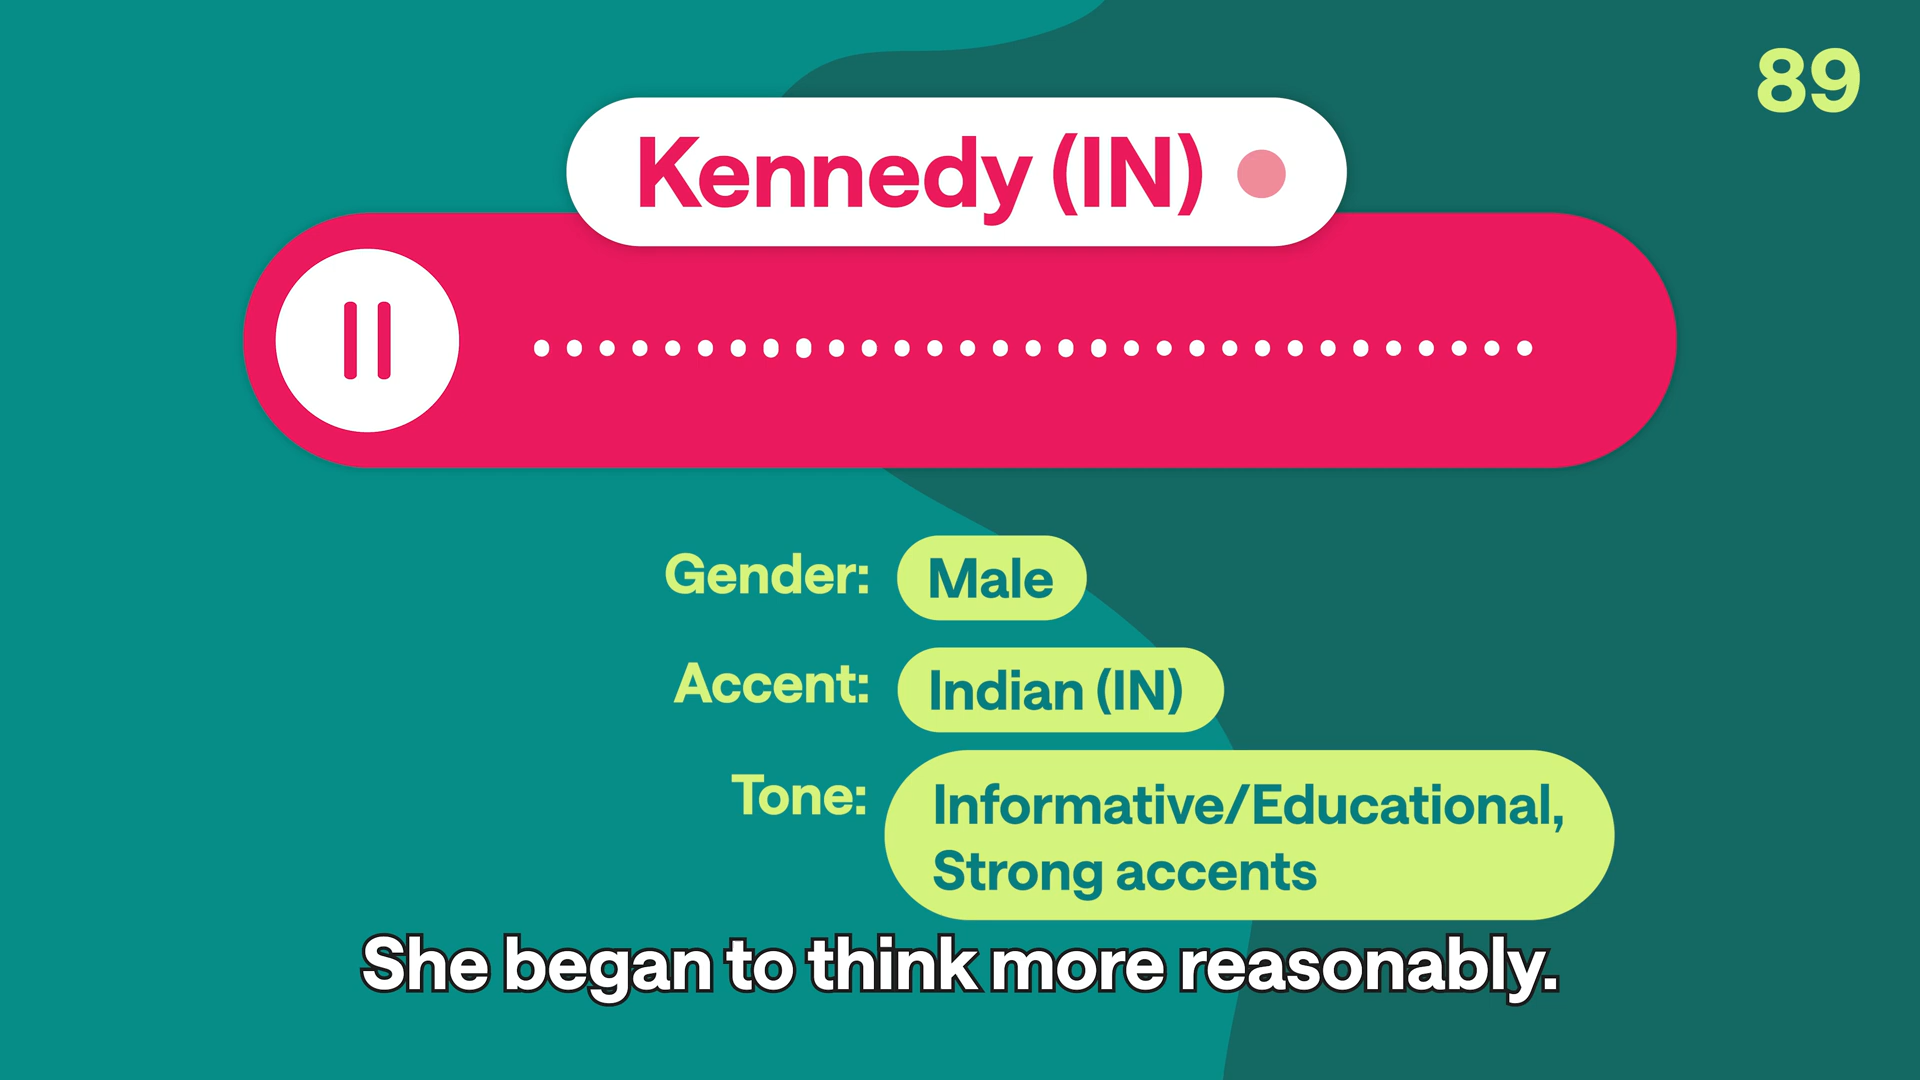 89
Kennedy (IN)
Gender: Male
Accent: Indian (IN)
Tone: Informative/Educational,
Strong accents
She began to think more reasonably.